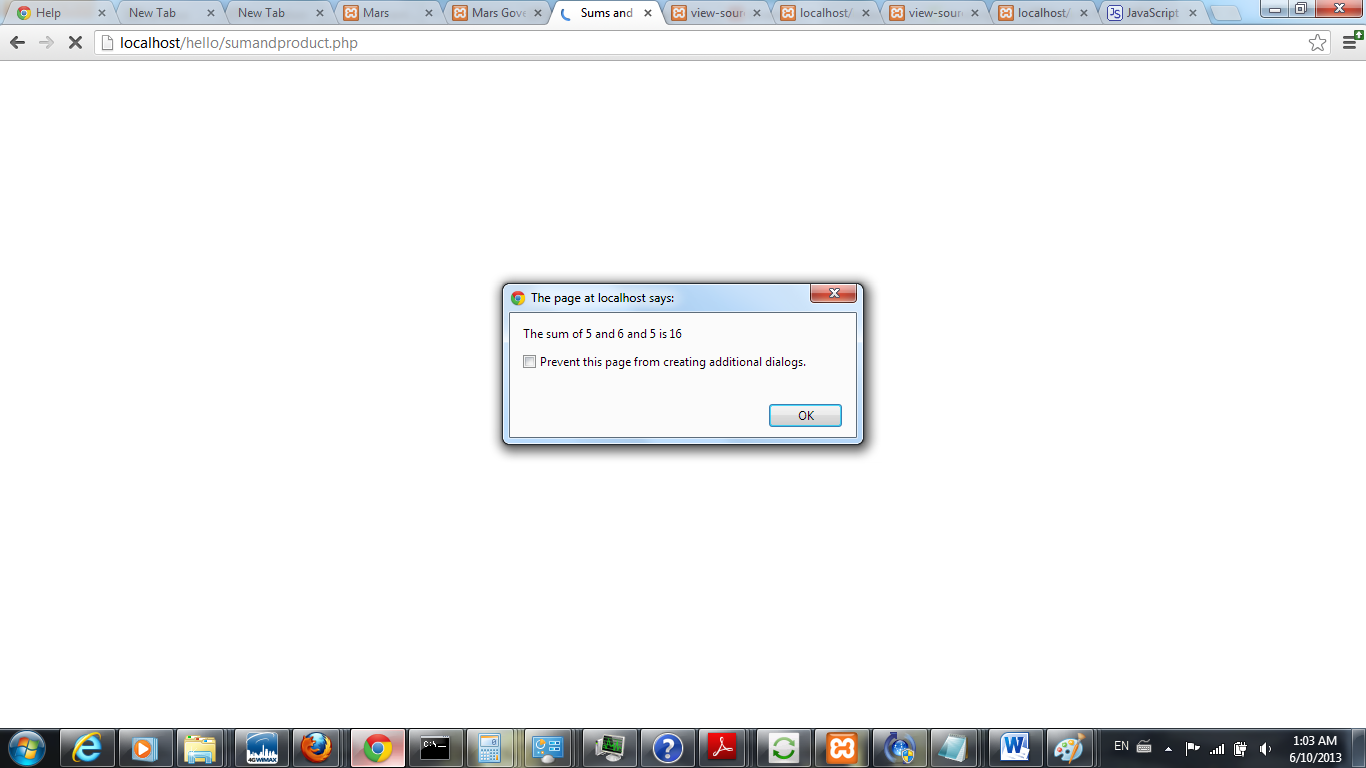 Help
New Tab
New Tab
Mars
Mars Gove
Sums and
view-sour
localhost/
view-sour
localhost/
JavaScript
localhost/hello/sumandproduct.php
The page at localhost says:
The sum of 5 and 6 and 5 is 16
Prevent this page from creating additional dialogs.
OK
4GWIMAX
C:\
EN
1:03 AM
6/10/2013